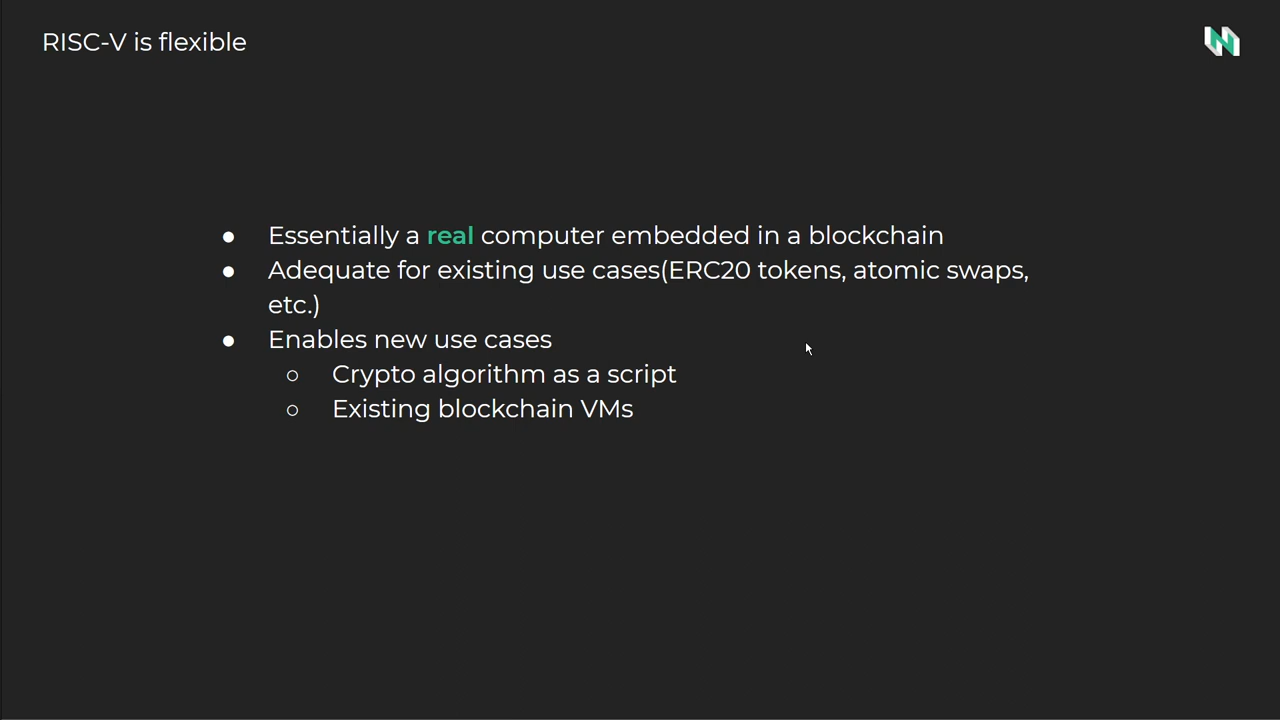 RISC-V is flexible
● Essentially a real computer embedded in a blockchain
● Adequate for existing use cases(ERC20 tokens, atomic swaps,
etc.)
● Enables new use cases
○ Crypto algorithm as a script
○ Existing blockchain VMs